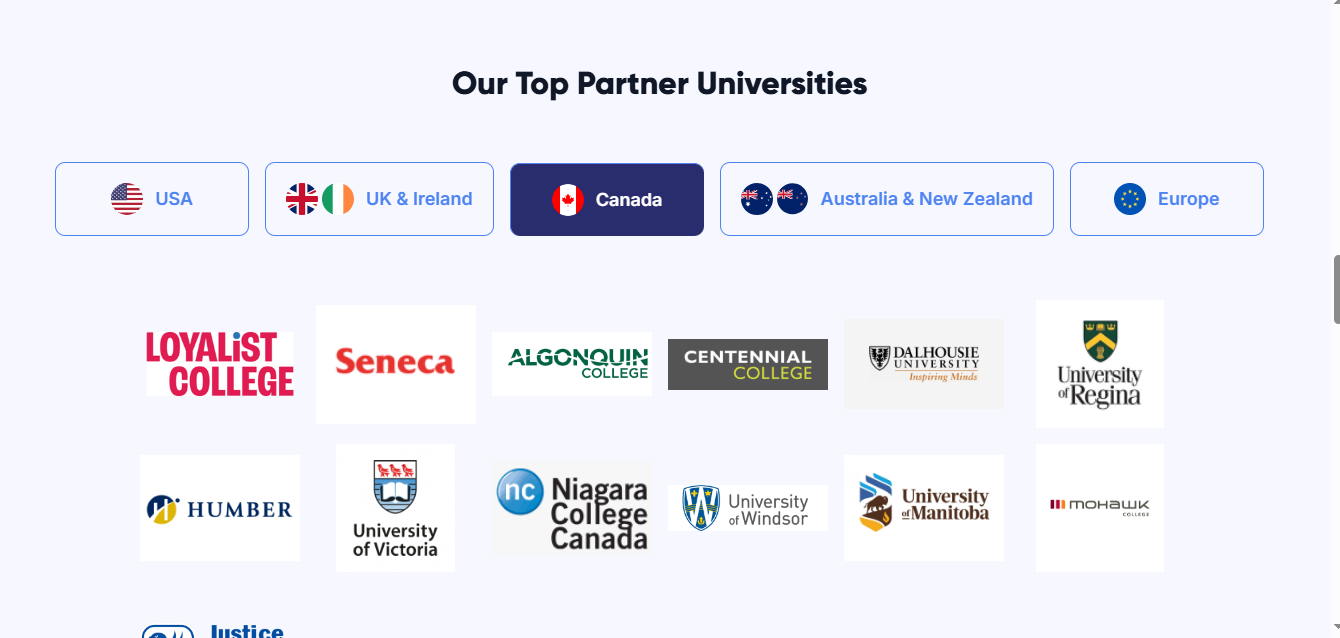 Our Top Partner Universities
USA
UK & Ireland
Canada
Australia & New Zealand
Europe
LOYALiST
COLLEGE
Seneca
ALGONQUIN
COLLEGE
CENTENNIAL
COLLEGE
DALHOUSIE
UNIVERSITY
Inspiring Minds
University
of Regina
HUMBER
University
of Victoria
nc
Niagara
College
Canada
University
of Windsor
University
of Manitoba
mohawk
COLLEGE
Justice